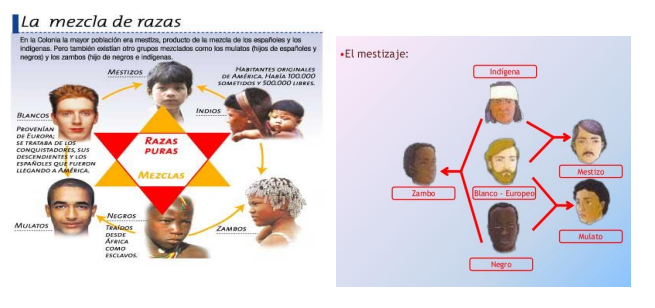 La mezcla de razas
En la Colonia la mayor población era mestiza, producto de la mezcla de los españoles y los
indígenas. Pero también existían otro grupos mezclados como los mulatos (hijos de españoles y
negros) y los zambos (hijo de negros e indígenas.
MESTIZOS
HABITANTES ORIGINALES
DE AMÉRICA. HABÍA 100.000
SOMETIDOS Y 500.000 LIBRES.
INDIOS
BLANCOS
PROVENÍAN
DE EUROPA;
SE TRATABA DE LOS
CONQUISTADORES, SUS
DESCENDIENTES Y LOS
ESPAÑOLES QUE FUERON
LLEGANDO A AMÉRICA.
RAZAS
PURAS
MEZCLAS
MULATOS
NEGROS
TRAÍDOS
DESDE
ÁFRICA
COMO
ESCLAVOS.
ZAMBOS
•El mestizaje:
Indígena
Mestizo
Zambo
Blanco - Europeo
Mulato
Negro